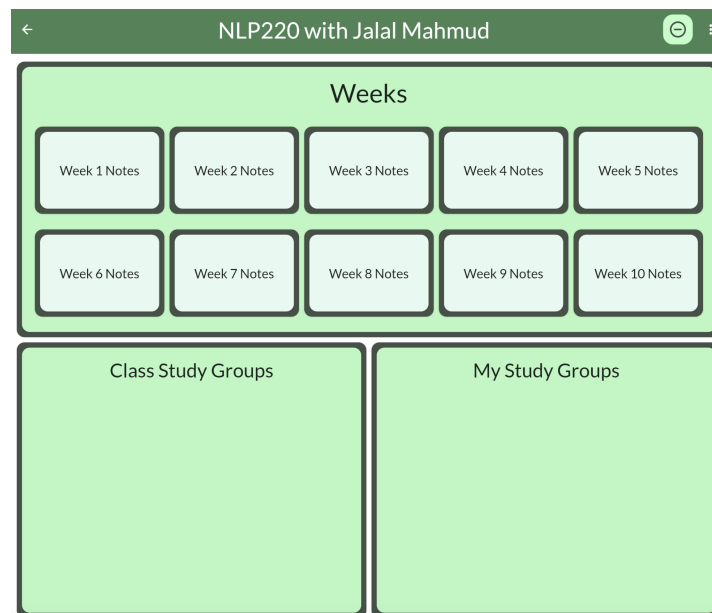 NLP220 with Jalal Mahmud
Weeks
Week 1 Notes
Week 2 Notes
Week 3 Notes
Week 4 Notes
Week 5 Notes
Week 6 Notes
Week 7 Notes
Week 8 Notes
Week 9 Notes
Week 10 Notes
Class Study Groups
My Study Groups